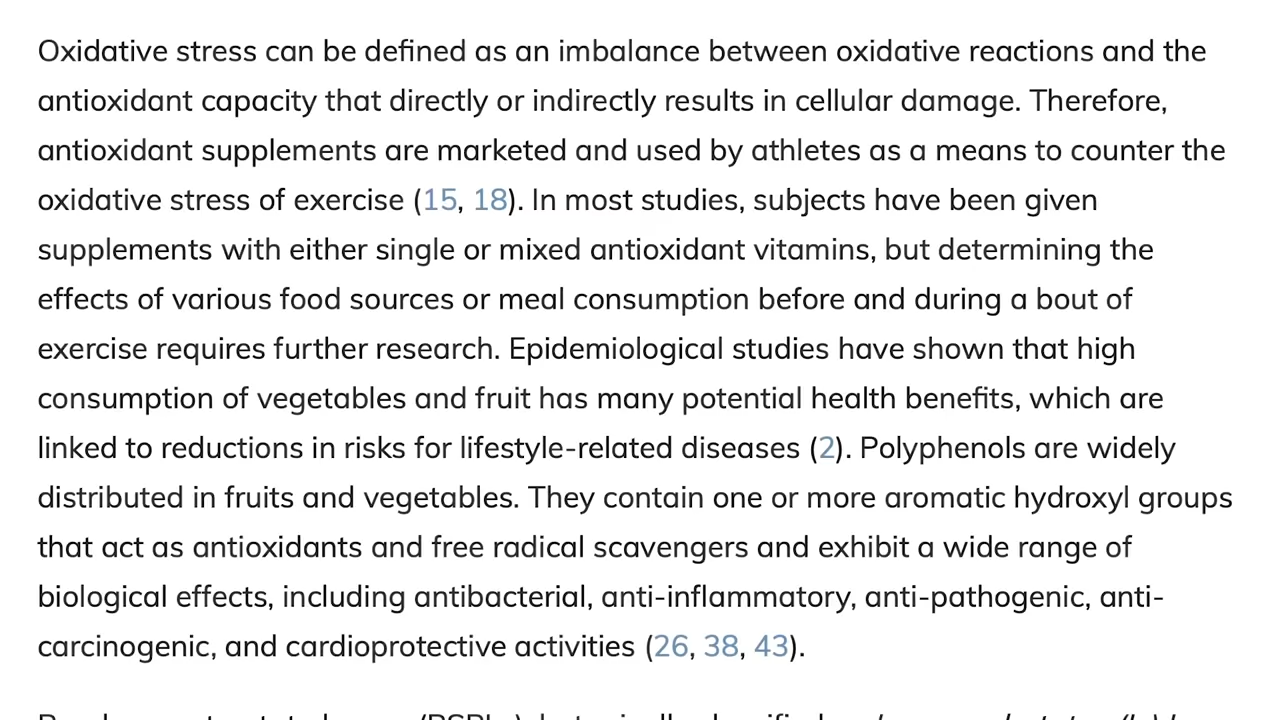 Oxidative stress can be defined as an imbalance between oxidative reactions and the
antioxidant capacity that directly or indirectly results in cellular damage. Therefore,
antioxidant supplements are marketed and used by athletes as a means to counter the
oxidative stress of exercise (15, 18). In most studies, subjects have been given
supplements with either single or mixed antioxidant vitamins, but determining the
effects of various food sources or meal consumption before and during a bout of
exercise requires further research. Epidemiological studies have shown that high
consumption of vegetables and fruit has many potential health benefits, which are
linked to reductions in risks for lifestyle-related diseases (2). Polyphenols are widely
distributed in fruits and vegetables. They contain one or more aromatic hydroxyl groups
that act as antioxidants and free radical scavengers and exhibit a wide range of
biological effects, including antibacterial, anti-inflammatory, anti-pathogenic, anti-
carcinogenic, and cardioprotective activities (26, 38, 43).